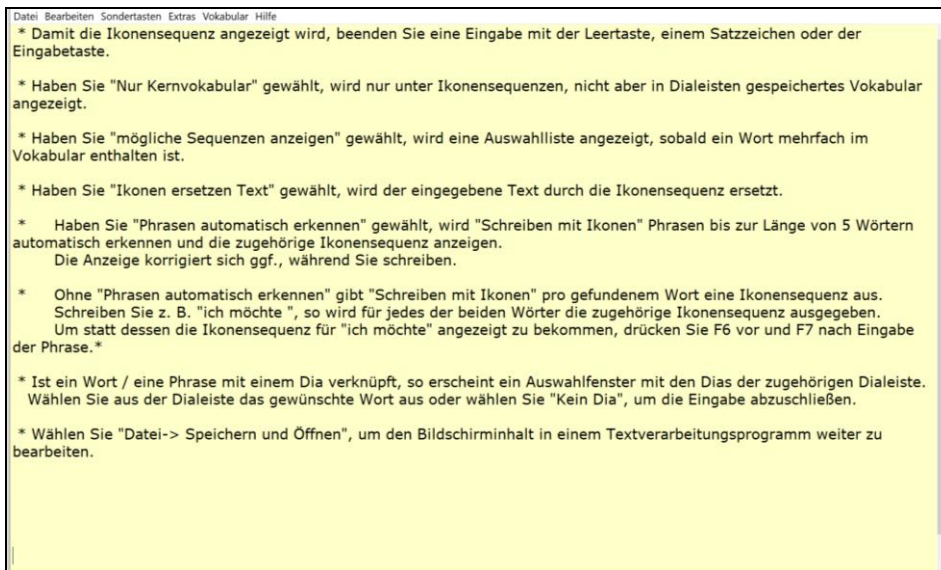 Datei Bearbeiten Sondertasten Extras Vokabular Hilfe
* Damit die Ikonensequenz angezeigt wird, beenden Sie eine Eingabe mit der Leertaste, einem Satzzeichen oder der
Eingabetaste.
* Haben Sie "Nur Kernvokabular" gewählt, wird nur unter Ikonensequenzen, nicht aber in Dialeisten gespeichertes Vokabular
angezeigt.
* Haben Sie "mögliche Sequenzen anzeigen" gewählt, wird eine Auswahlliste angezeigt, sobald ein Wort mehrfach im
Vokabular enthalten ist.
* Haben Sie "Ikonen ersetzen Text" gewählt, wird der eingegebene Text durch die Ikonensequenz ersetzt.
* Haben Sie "Phrasen automatisch erkennen" gewählt, wird "Schreiben mit Ikonen" Phrasen bis zur Länge von 5 Wörtern
automatisch erkennen und die zugehörige Ikonensequenz anzeigen.
Die Anzeige korrigiert sich ggf., während Sie schreiben.
* Ohne "Phrasen automatisch erkennen" gibt "Schreiben mit Ikonen" pro gefundenem Wort eine Ikonensequenz aus.
Schreiben Sie z. B. "ich möchte ", so wird für jedes der beiden Wörter die zugehörige Ikonensequenz ausgegeben.
Um statt dessen die Ikonensequenz für "ich möchte" angezeigt zu bekommen, drücken Sie F6 vor und F7 nach Eingabe
der Phrase.*
* Ist ein Wort / eine Phrase mit einem Dia verknüpft, so erscheint ein Auswahlfenster mit den Dias der zugehörigen Dialeiste.
Wählen Sie aus der Dialeiste das gewünschte Wort aus oder wählen Sie "Kein Dia", um die Eingabe abzuschließen.
* Wählen Sie "Datei-> Speichern und Öffnen", um den Bildschirminhalt in einem Textverarbeitungsprogramm weiter zu
bearbeiten.